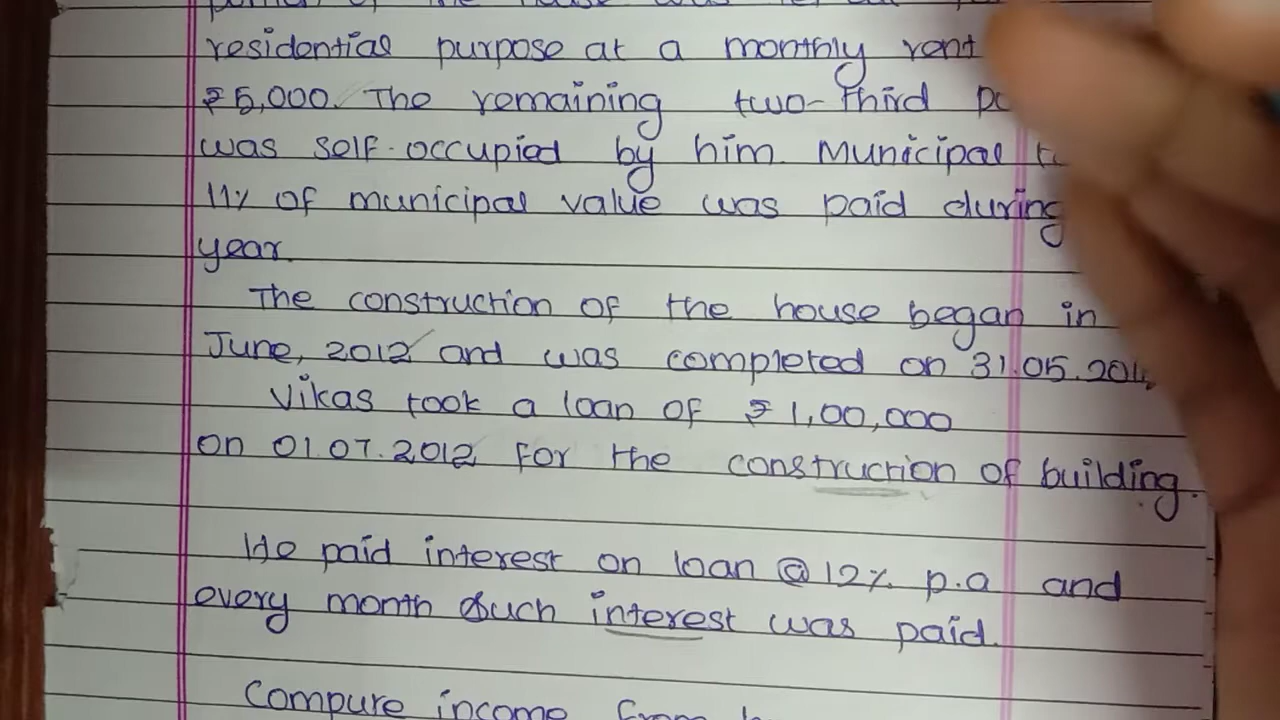 residential purpose at a monthly rent
₹5,000. The remaining two-third
was self-occupied by him. Municipal
11% of municipal value was paid during
year.
The construction of the house began in
June, 2012 and was completed on 31.05.201
Vikas took a loan of ₹1,00,000
on 01.07.2012 for the construction of building.
He paid interest on loan @12% p.a and
every month such interest was paid.
Compute income from